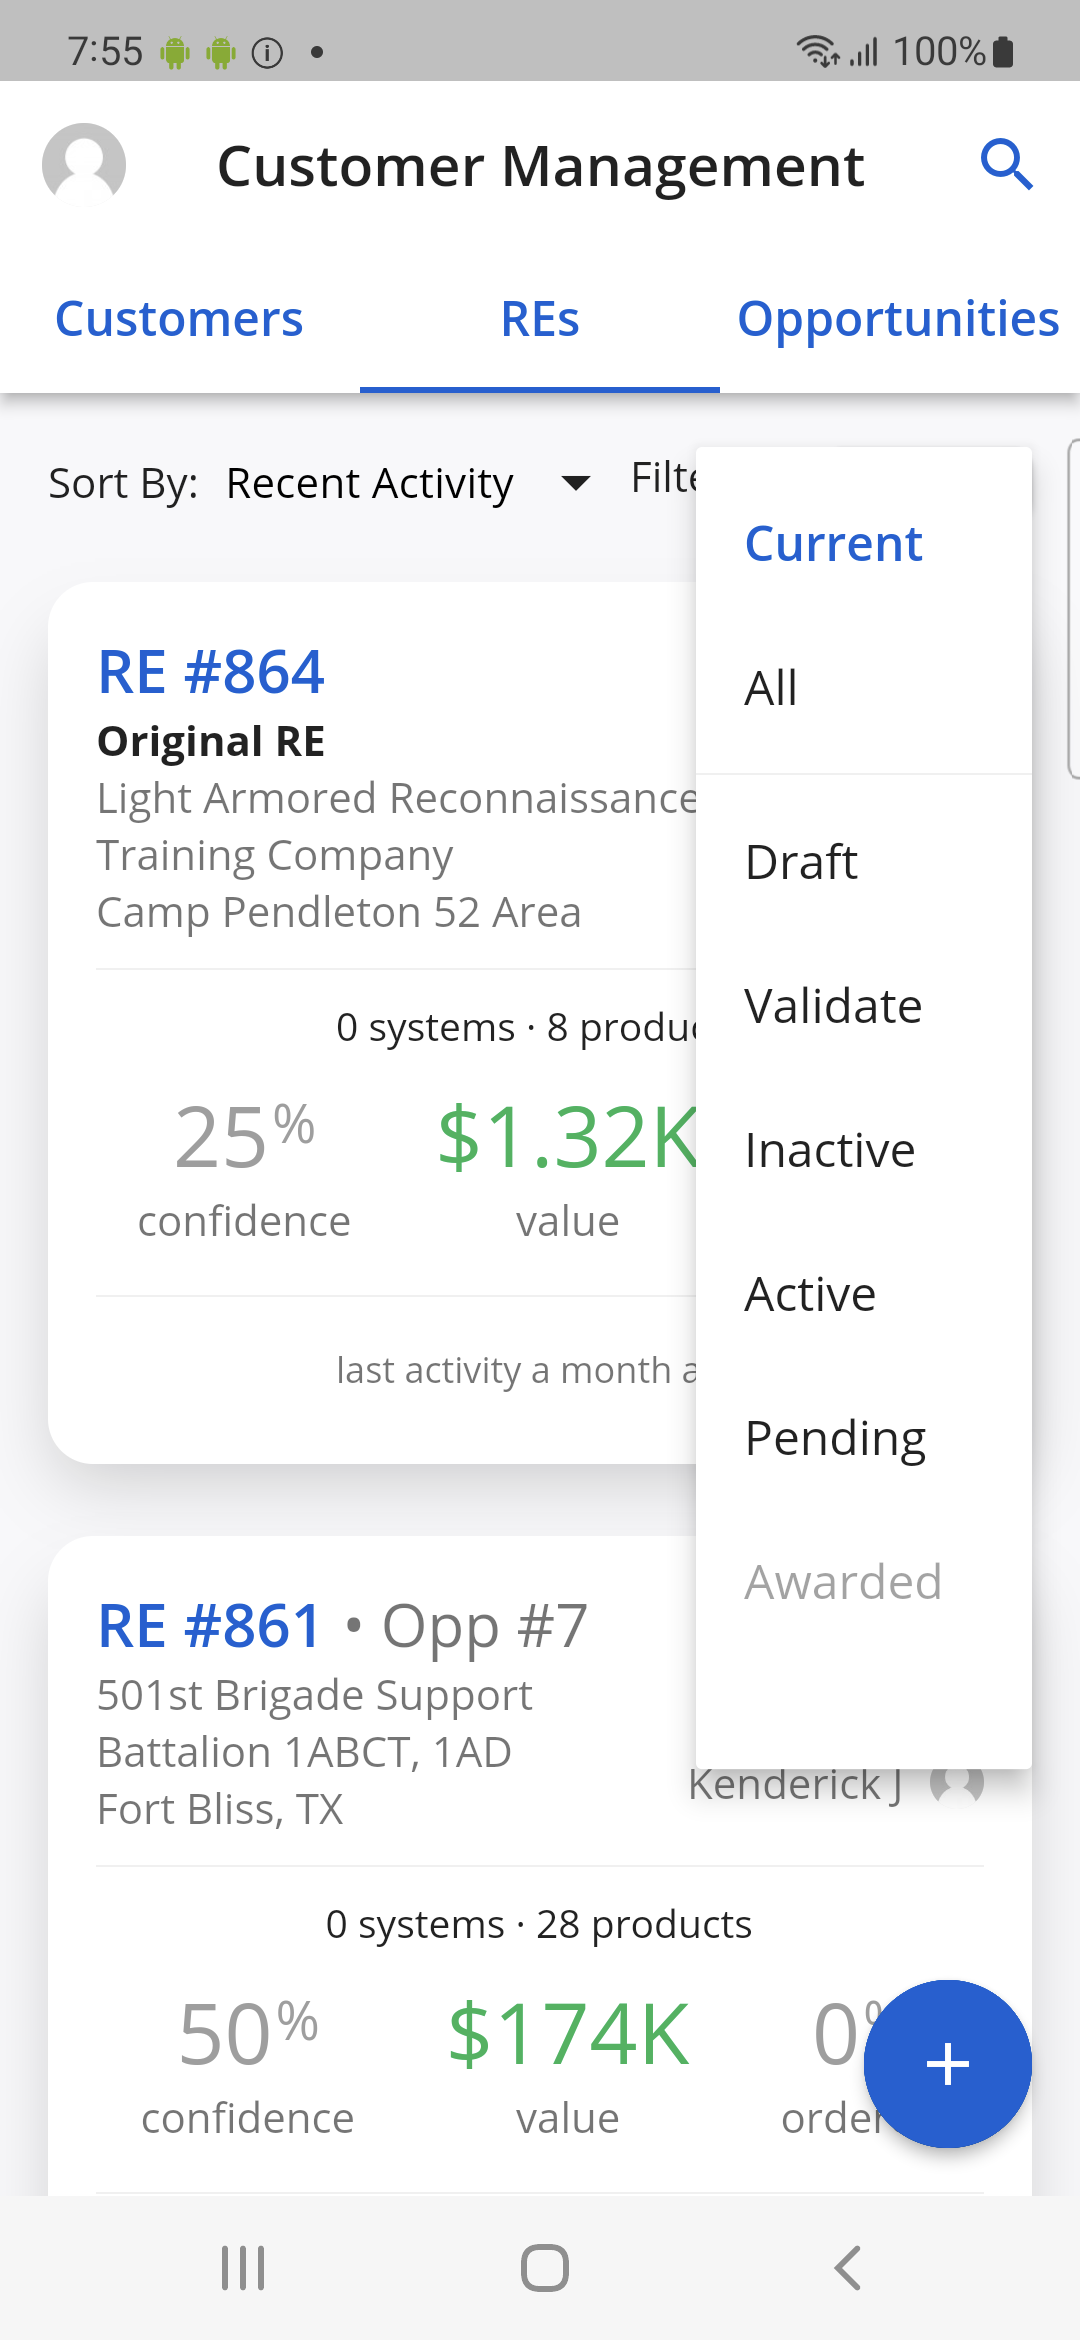 7:55
100%
Customer Management
Customers REs Opportunities
Sort By: Recent Activity
Current
All
Draft
Validate
Inactive
Active
Pending
Awarded
RE #864
Original RE
Light Armored Reconnaissance
Training Company
Camp Pendleton 52 Area
0 systems · 8
25% $1.32K
confidence value
last activity a month
RE #861 • Opp #7
501st Brigade Support
Battalion 1ABCT, 1AD
Fort Bliss, TX
Kenderick J
0 systems · 28 products
50% $174K 0
confidence value
+